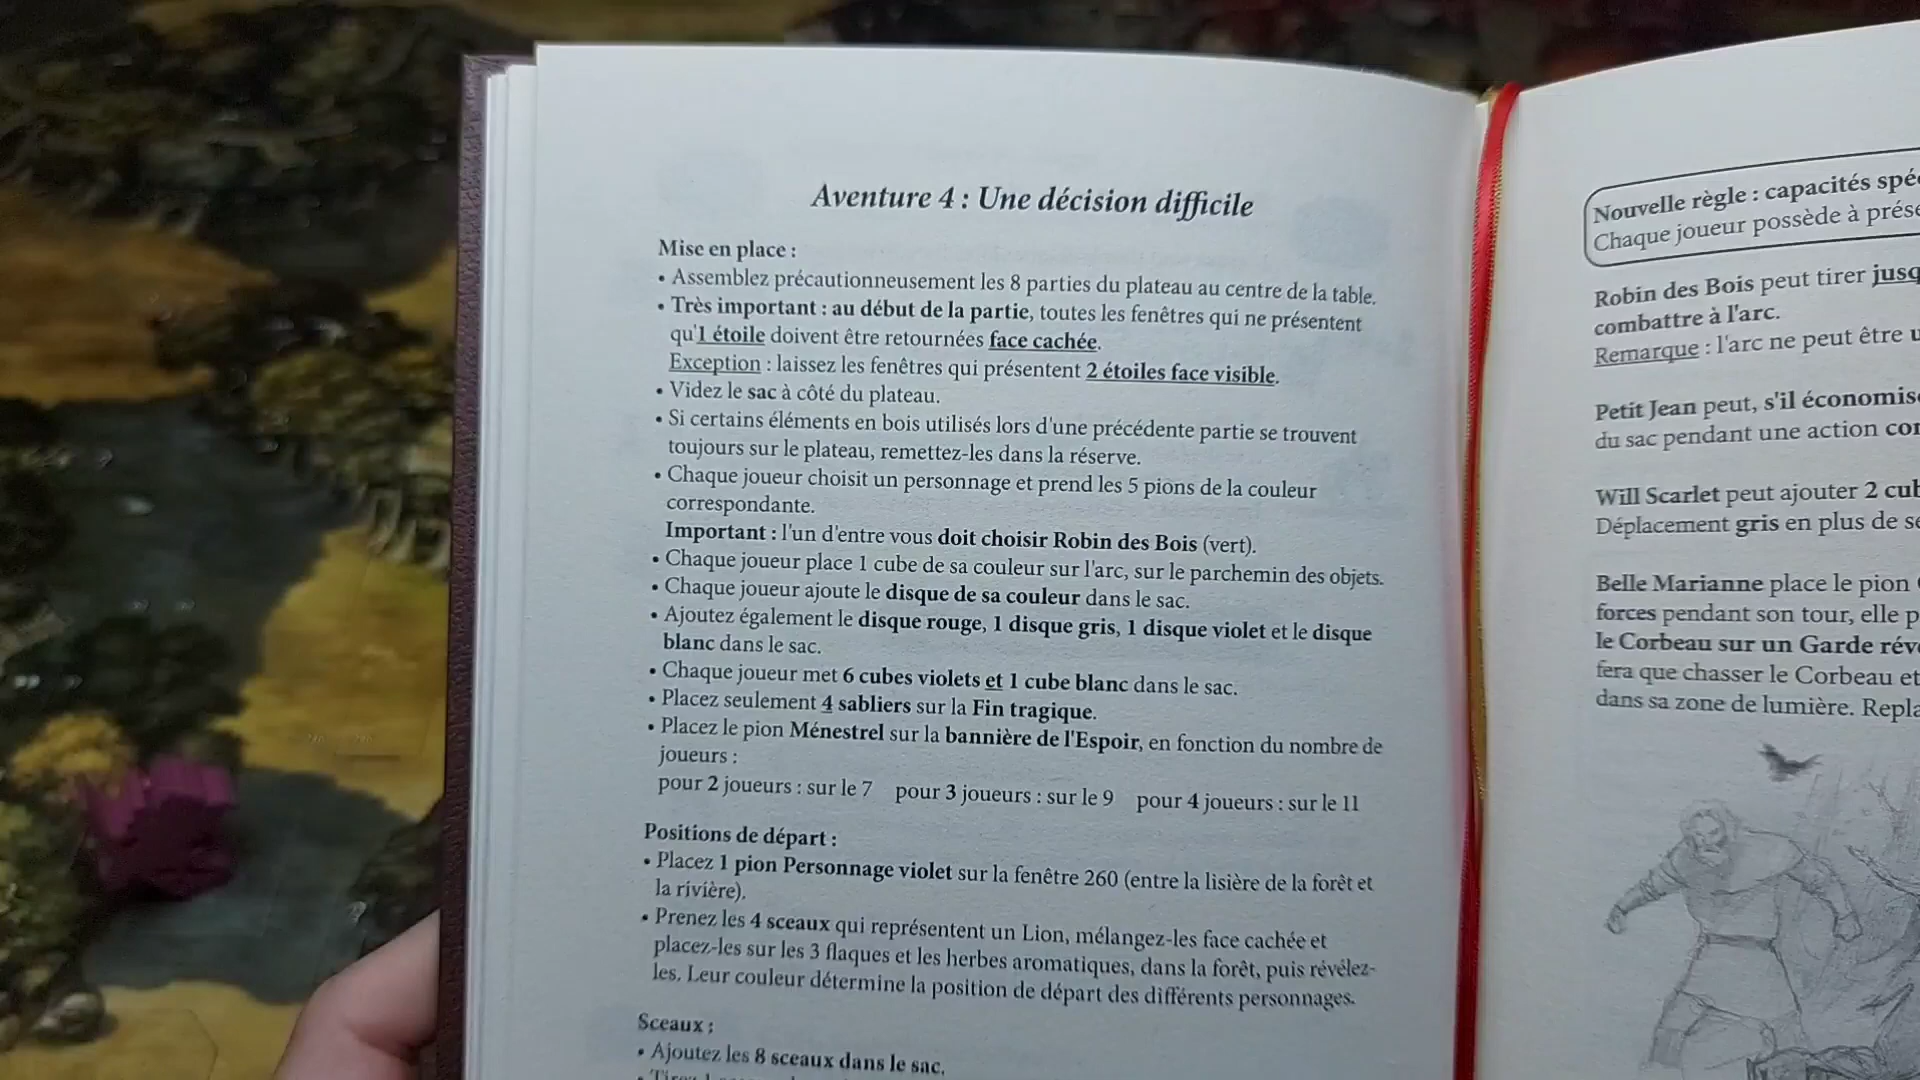 Aventure 4 : Une décision difficile
Mise en place :
• Assemblez précautionneusement les 8 parties du plateau au centre de la table.
• Très important : au début de la partie, toutes les fenêtres qui ne présentent
qu'1 étoile doivent être retournées face cachée.
Exception : laissez les fenêtres qui présentent 2 étoiles face visible.
• Videz le sac à côté du plateau.
• Si certains éléments en bois utilisés lors d'une précédente partie se trouvent
toujours sur le plateau, remettez-les dans la réserve.
• Chaque joueur choisit un personnage et prend les 5 pions de la couleur
correspondante.
Important : l'un d'entre vous doit choisir Robin des Bois (vert).
• Chaque joueur place 1 cube de sa couleur sur l'arc, sur le parchemin des objets.
• Chaque joueur ajoute le disque de sa couleur dans le sac.
• Ajoutez également le disque rouge, 1 disque gris, 1 disque violet et le disque
blanc dans le sac.
• Chaque joueur met 6 cubes violets et 1 cube blanc dans le sac.
• Placez seulement 4 sabliers sur la Fin tragique.
• Placez le pion Ménestrel sur la bannière de l'Espoir, en fonction du nombre de
joueurs :
pour 2 joueurs : sur le 7 pour 3 joueurs : sur le 9 pour 4 joueurs : sur le 11
Positions de départ :
• Placez 1 pion Personnage violet sur la fenêtre 260 (entre la lisière de la forêt et
la rivière).
• Prenez les 4 sceaux qui représentent un Lion, mélangez-les face cachée et
placez-les sur les 3 flaques et les herbes aromatiques, dans la forêt, puis révélez-
les. Leur couleur détermine la position de départ des différents personnages.
Sceaux :
• Ajoutez les 8 sceaux dans le sac.
Nouvelle règle : capacités
Chaque joueur possède à
Robin des Bois peut tirer
combattre à l'arc.
Remarque : l'arc ne peut être
Petit Jean peut, s'il
du sac pendant une action
Will Scarlet peut ajouter 2
Déplacement gris en plus de
Belle Marianne place le pion
forces pendant son tour, elle
le Corbeau sur un Garde
fera que chasser le Corbeau et
dans sa zone de lumière.